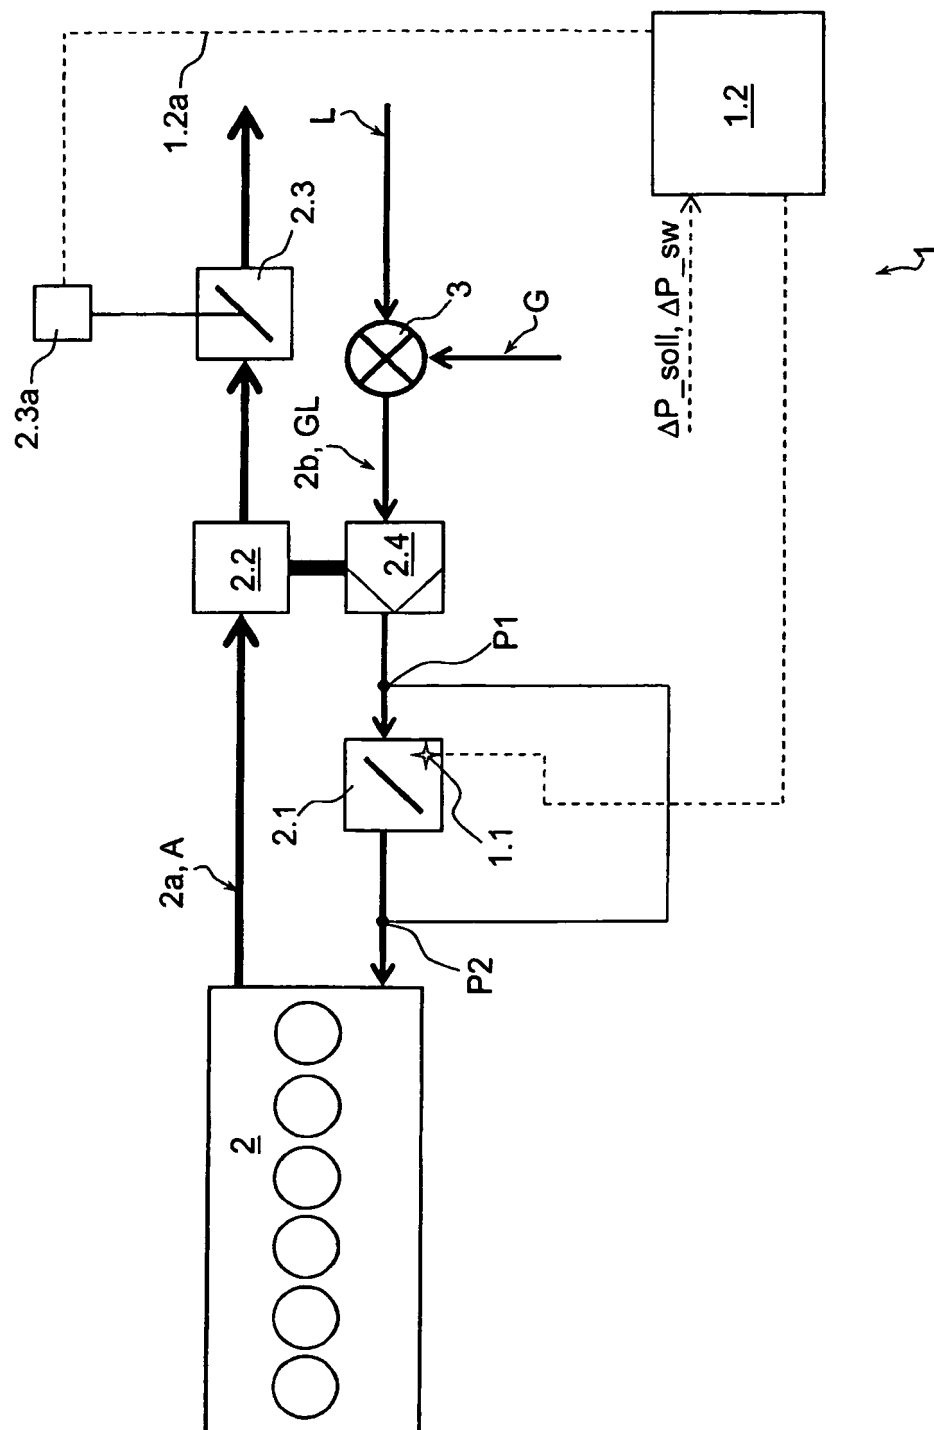 1.2a
2.3a
2.3
L
3
G
2b, GL
2.2
2.4
P1
2.1
1.1
2a, A
P2
2
1.2
ΔP_soll, ΔP_sw
1